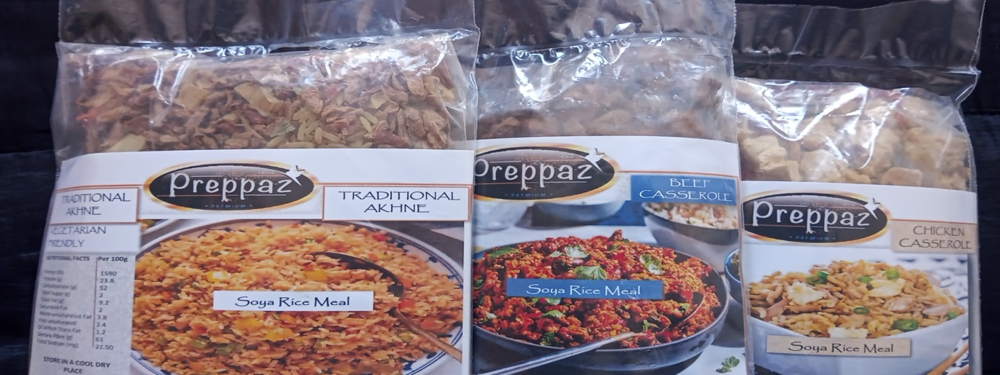 Preppaz
PREMIUM
TRADITIONAL
AKHNE
TRADITIONAL
AKHNE
VEGETARIAN
FRIENDLY
NUTRITIONAL FACTS Per 100g
Energy (KJ) 1590
Protein (g) 23.8
Carbohydrate (g) 52
Total Sugar (g) 2
Total Fat (g) 9.2
Saturated Fat 2
Mono-unsaturated Fat 3.8
Poly-unsaturated 2.4
Of Which Trans Fat 1.2
Dietary Fibre (g) 61
Total Sodium (mg) 21.50
STORE IN A COOL DRY
PLACE
Soya Rice Meal
Preppaz
PREMIUM
BEEF
CASSEROLE
Soya Rice Meal
Preppaz
PREMIUM
CHICKEN
CASSEROLE
Soya Rice Meal